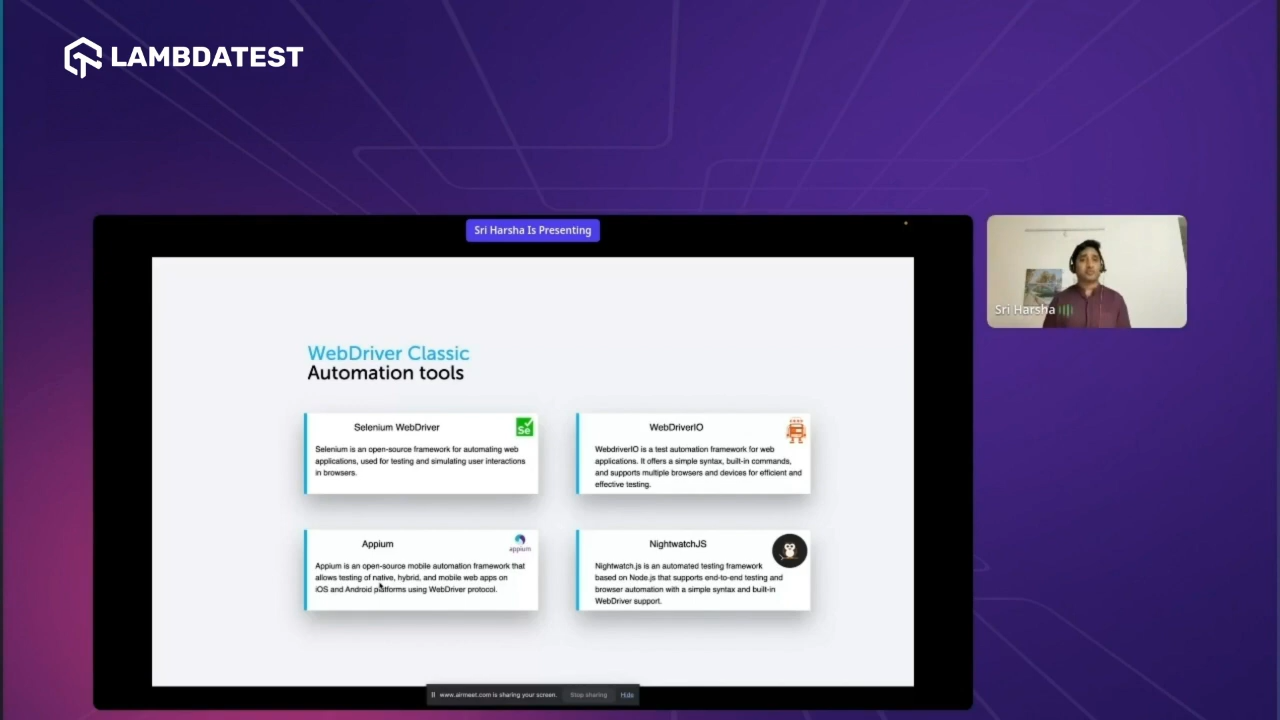 LAMBDATEST
Sri Harsha Is Presenting
Sri Harsha
WebDriver Classic
Automation tools
Selenium WebDriver
Se
Selenium is an open-source framework for automating web
applications, used for testing and simulating user interactions
in browsers.
WebDriverIO
WebdriverIO is a test automation framework for web
applications. It offers a simple syntax, built-in commands,
and supports multiple browsers and devices for efficient and
effective testing.
Appium
appium
Appium is an open-source mobile automation framework that
allows testing of native, hybrid, and mobile web apps on
iOS and Android platforms using WebDriver protocol.
NightwatchJS
Nightwatch.js is an automated testing framework
based on Node.js that supports end-to-end testing and
browser automation with a simple syntax and built-in
WebDriver support.
www.airmeet.com is sharing your screen.
Stop sharing
Hide